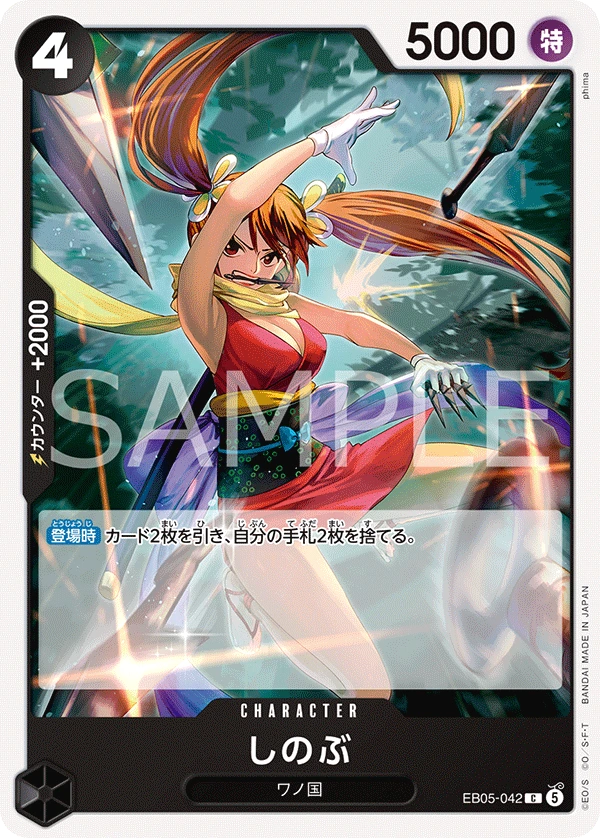 4
5000
特
phima
カウンター +2000
SAMPLE
登場時 カード2枚を引き、自分の手札2枚を捨てる。
CHARACTER
しのぶ
ワノ国
EB05-042 C 5
©E.O/S ©O/S・F・T BANDAI MADE IN JAPAN